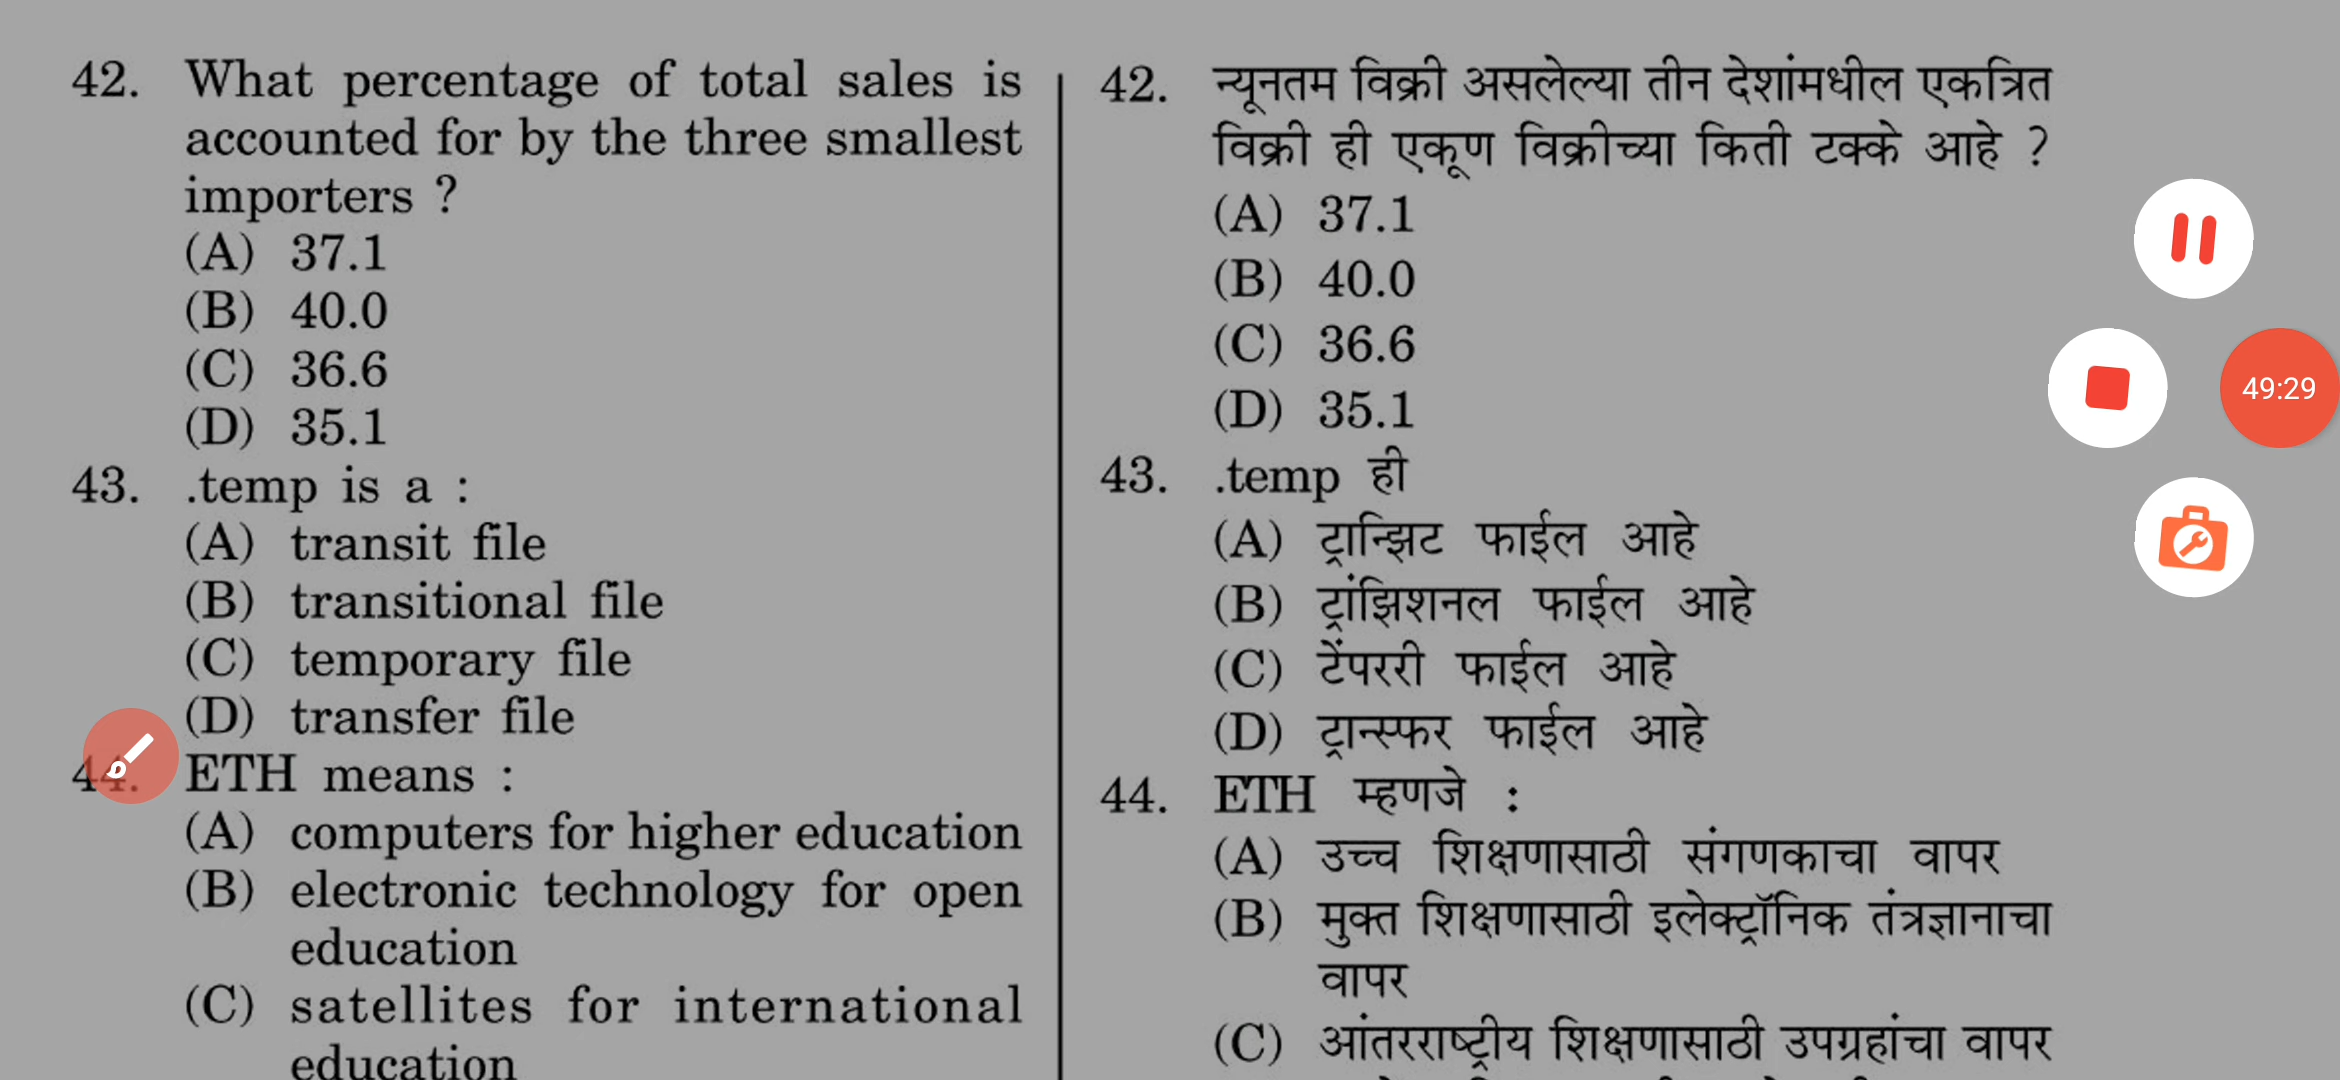 42. What percentage of total sales is
accounted for by the three smallest
importers ?
(A) 37.1
(B) 40.0
(C) 36.6
(D) 35.1
43. .temp is a :
(A) transit file
(B) transitional file
(C) temporary file
(D) transfer file
44. ETH means :
(A) computers for higher education
(B) electronic technology for open
education
(C) satellites for international
education
42. न्यूनतम विक्री असलेल्या तीन देशांमधील एकत्रित
विक्री ही एकूण विक्रीच्या किती टक्के आहे ?
(A) 37.1
(B) 40.0
(C) 36.6
(D) 35.1
43. .temp ही
(A) ट्रान्झिट फाईल आहे
(B) ट्रांझिशनल फाईल आहे
(C) टेंपररी फाईल आहे
(D) ट्रान्स्फर फाईल आहे
44. ETH म्हणजे :
(A) उच्च शिक्षणासाठी संगणकाचा वापर
(B) मुक्त शिक्षणासाठी इलेक्ट्रॉनिक तंत्रज्ञानाचा
वापर
(C) आंतरराष्ट्रीय शिक्षणासाठी उपग्रहांचा वापर
49:29